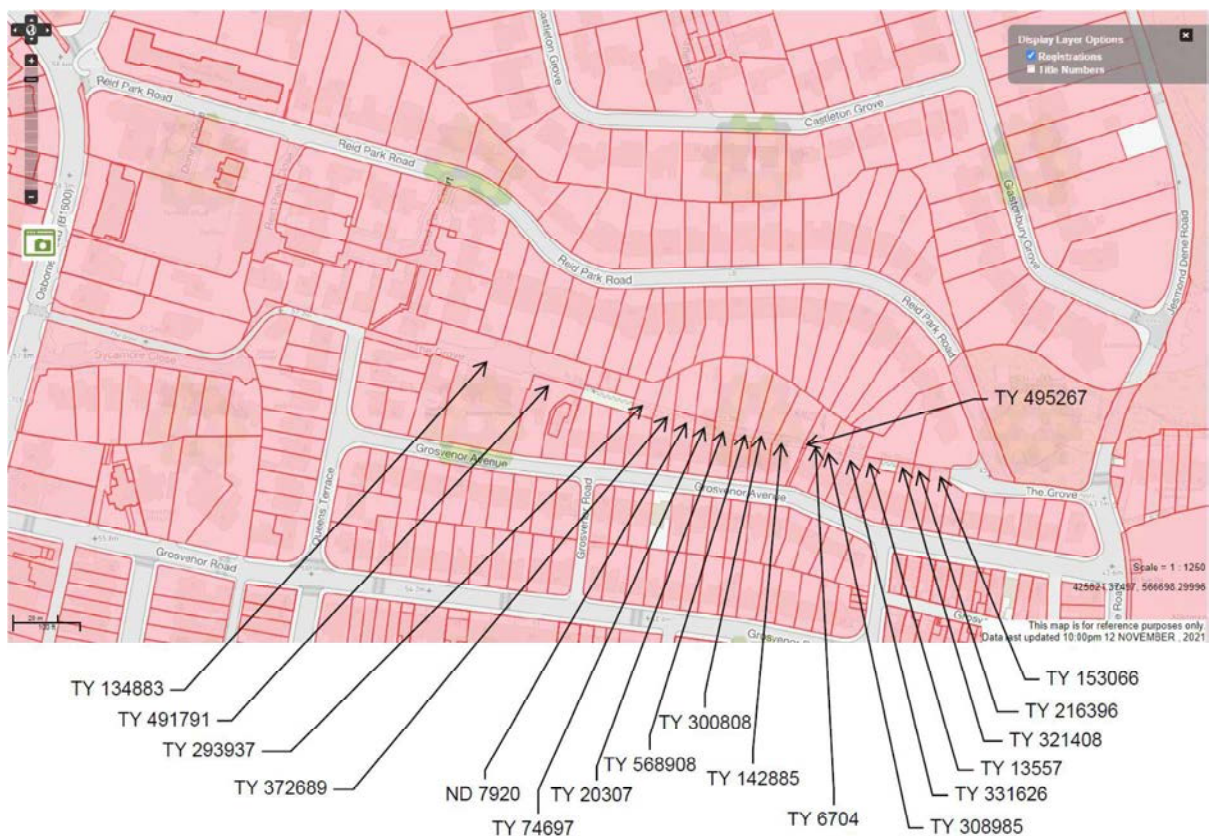 Display Layer Options
Registrations
Title Numbers
Castleton Grove
Castleton Grove
Reid Park Road
Reid Park Road
Glastonbury Grove
Jesmond Dene Road
Reid Park Road
Reid Park Road
The Grove
Sycamore Close
TY 495267
Grosvenor Avenue
Grosvenor Avenue
The Grove
Queens Terrace
Grosvenor Road
Grosvenor Road
Scale = 1 : 1250
This map is for reference purposes only.
Data last updated 10:00pm 12 NOVEMBER , 2021
TY 134883
TY 491791
TY 293937
TY 372689
ND 7920
TY 74697
TY 20307
TY 568908
TY 300808
TY 142885
TY 6704
TY 153066
TY 216396
TY 321408
TY 13557
TY 331626
TY 308985